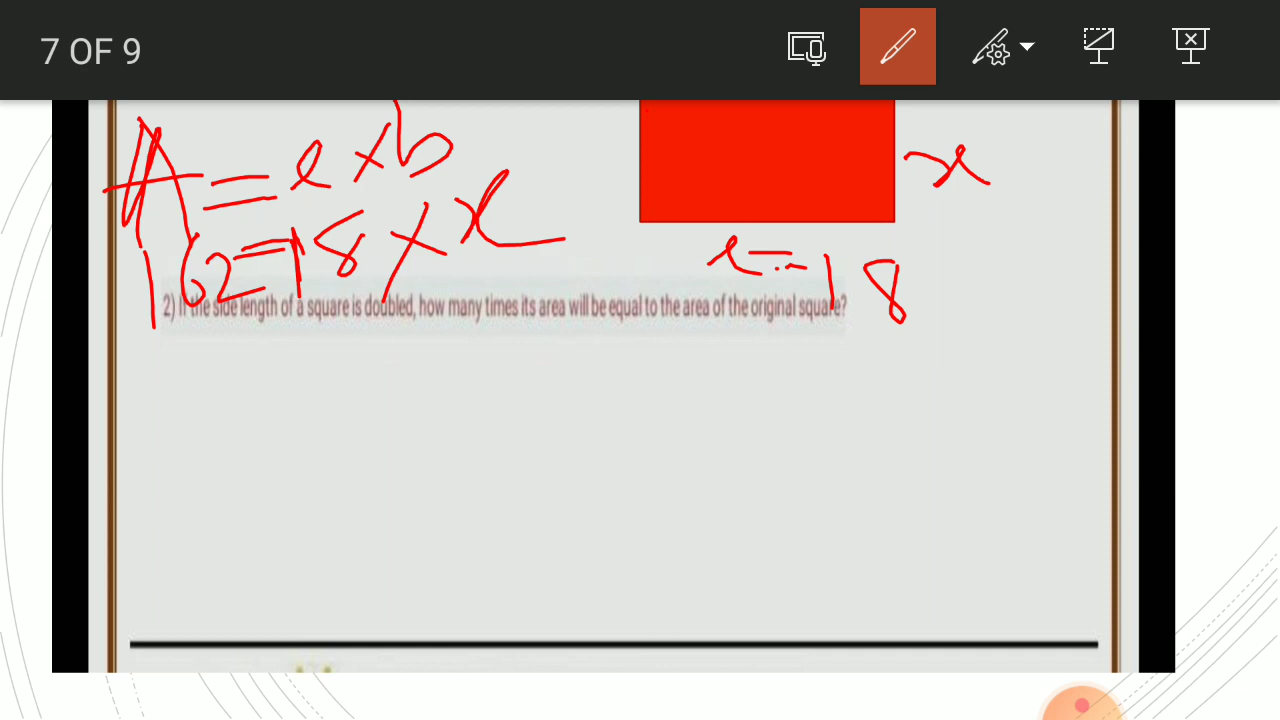 7 OF 9
A = l × b
x
162 = 18 × x
l = 18
2) If the side length of a square is doubled, how many times its area will be equal to the area of the original square?